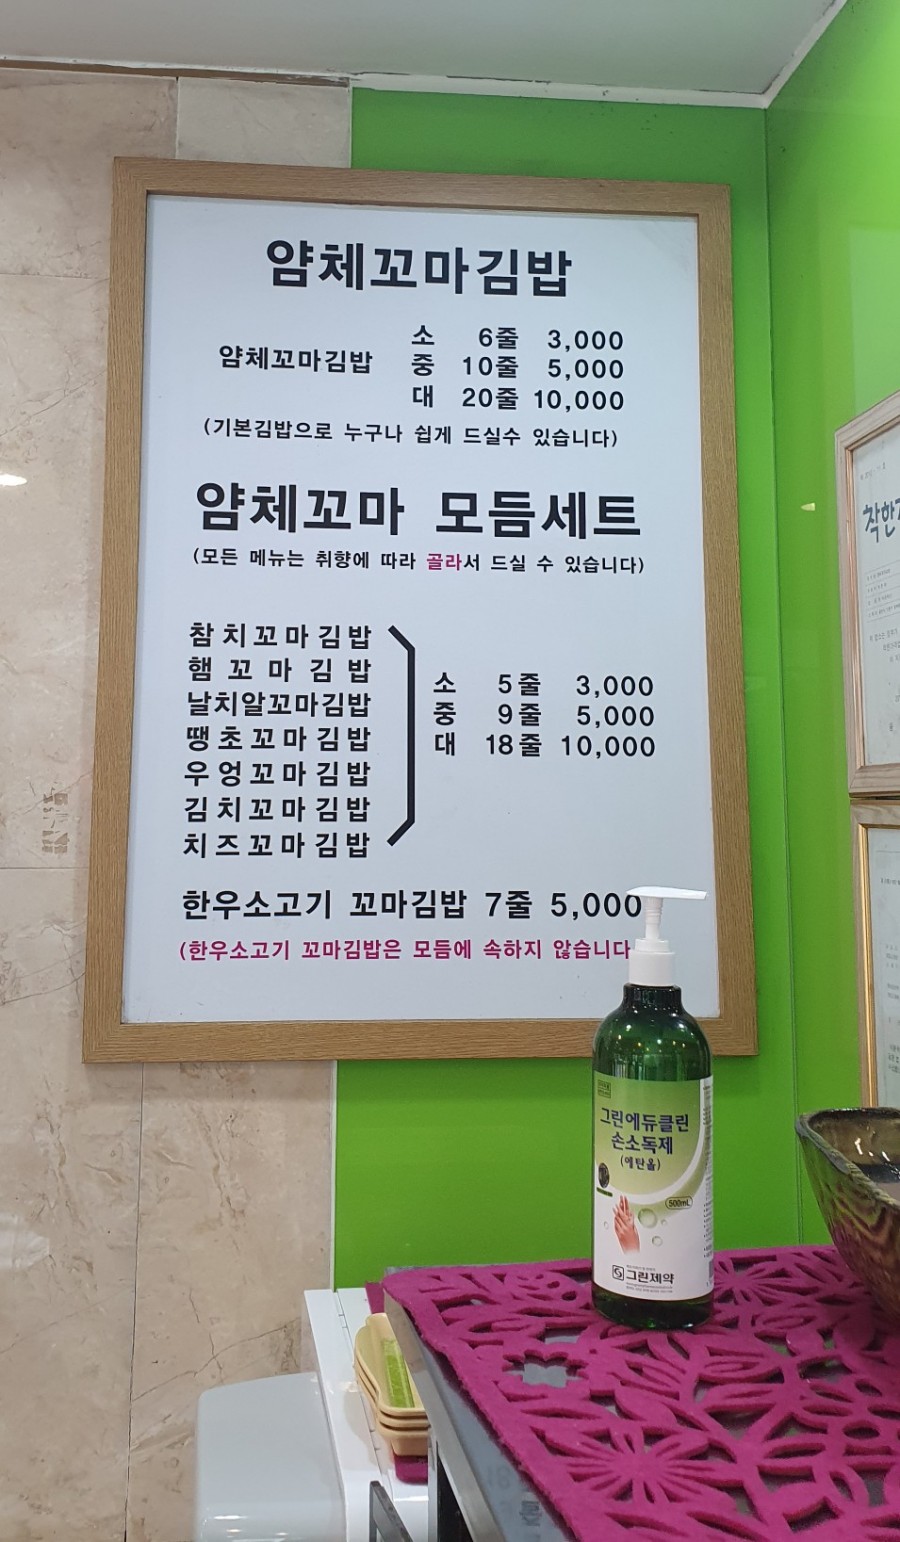 얌체꼬마김밥
얌체꼬마김밥
소 6줄 3,000
중 10줄 5,000
대 20줄 10,000
(기본김밥으로 누구나 쉽게 드실수 있습니다)
얌체꼬마 모듬세트
(모든 메뉴는 취향에 따라 골라서 드실 수 있습니다)
참치꼬마김밥
햄꼬마김밥
날치알꼬마김밥
땡초꼬마김밥
우엉꼬마김밥
김치꼬마김밥
치즈꼬마김밥
소 5줄 3,000
중 9줄 5,000
대 18줄 10,000
한우소고기 꼬마김밥 7줄 5,000
(한우소고기 꼬마김밥은 모듬에 속하지 않습니다
착한
그린에듀클린
손소독제
(에탄올)
500mL
그린제약